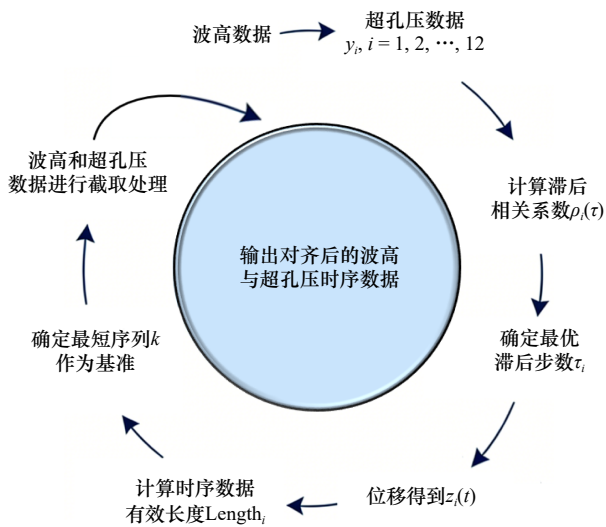 波高数据
超孔压数据
yᵢ, i = 1, 2, …, 12
计算滞后
相关系数ρᵢ(τ)
确定最优
滞后步数τᵢ
位移得到zᵢ(t)
计算时序数据
有效长度Lengthᵢ
确定最短序列k
作为基准
波高和超孔压
数据进行截取处理
输出对齐后的波高
与超孔压时序数据